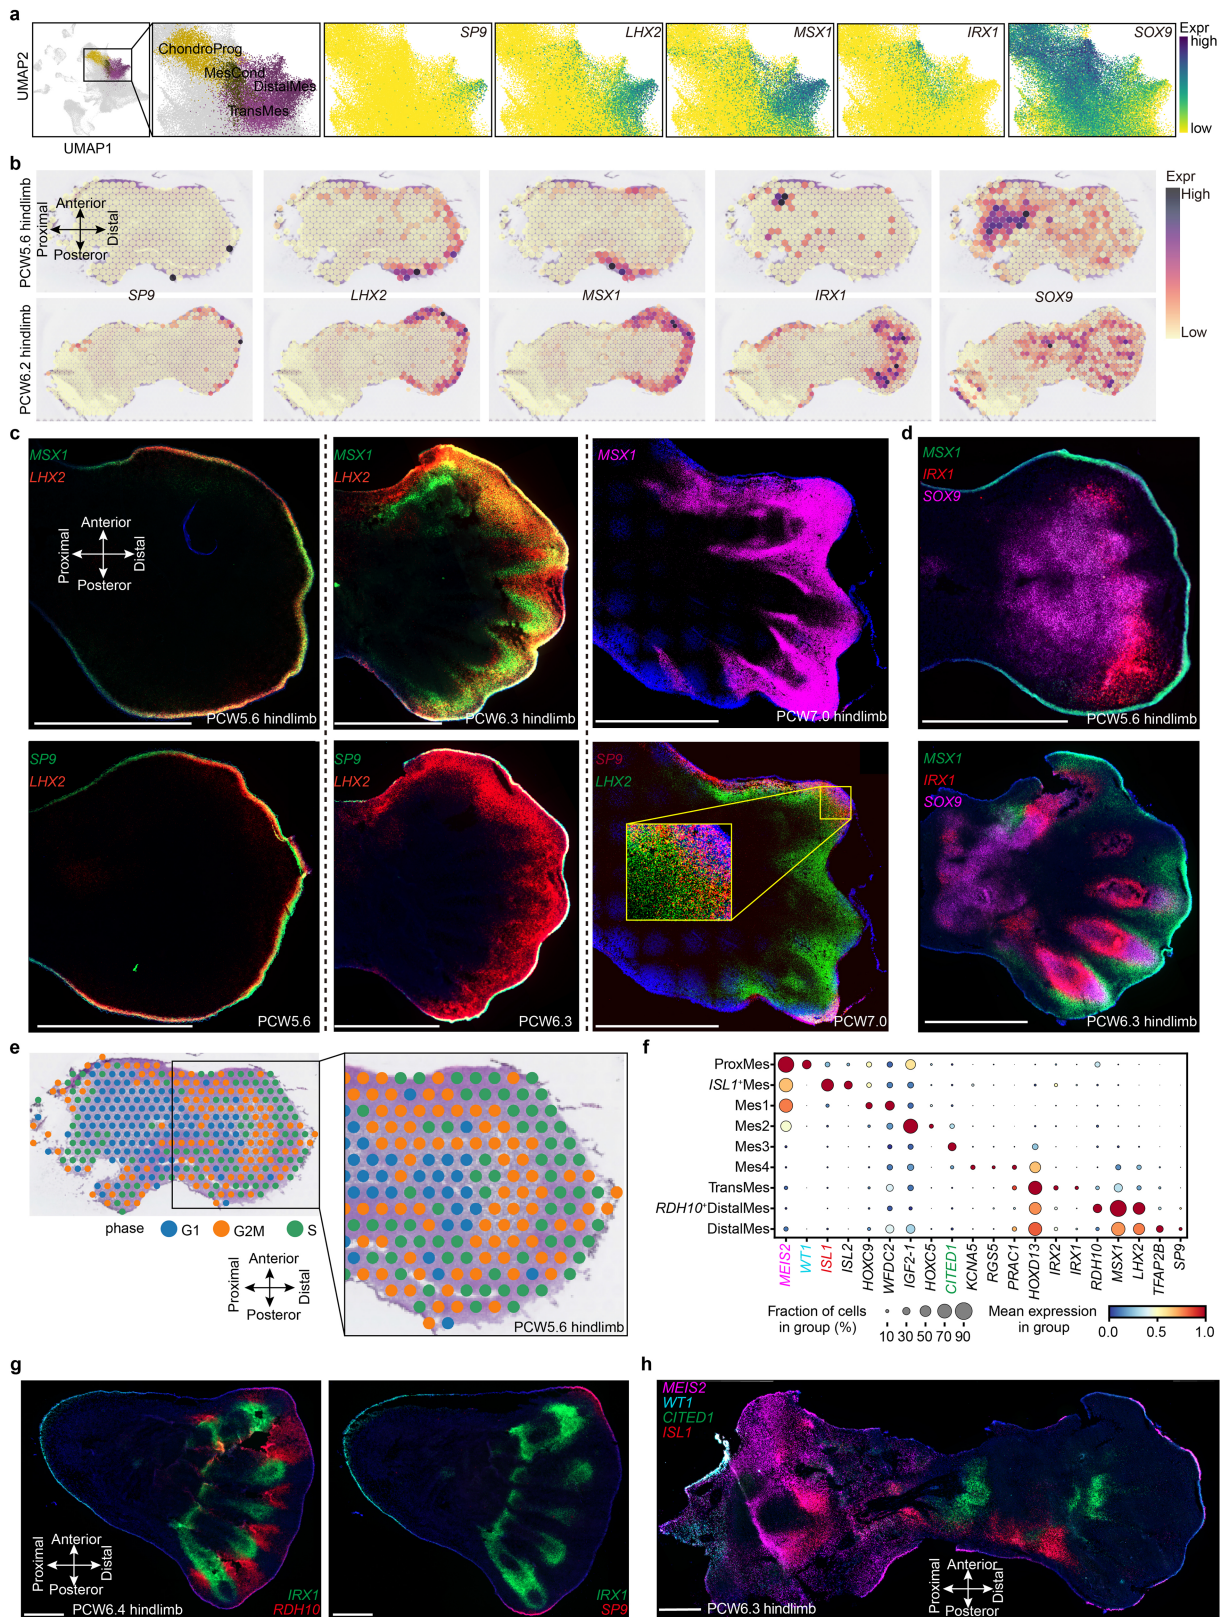 a
UMAP2
UMAP1
ChondroProg
MesCond
DistalMes
TransMes
SP9
LHX2
MSX1
IRX1
SOX9
Expr
high
low
b
PCW5.6 hindlimb
Anterior
Proximal
Distal
Posterior
SP9
LHX2
MSX1
IRX1
SOX9
PCW6.2 hindlimb
Expr
High
Low
c
MSX1
LHX2
Anterior
Proximal
Distal
Posteror
PCW5.6 hindlimb
MSX1
LHX2
PCW6.3 hindlimb
MSX1
PCW7.0 hindlimb
d
MSX1
IRX1
SOX9
PCW5.6 hindlimb
SP9
LHX2
PCW5.6
SP9
LHX2
PCW6.3
SP9
LHX2
PCW7.0
MSX1
IRX1
SOX9
PCW6.3 hindlimb
e
phase G1 G2M S
Anterior
Proximal
Distal
Posteror
PCW5.6 hindlimb
f
ProxMes
ISL1+Mes
Mes1
Mes2
Mes3
Mes4
TransMes
RDH10+DistalMes
DistalMes
MEIS2
WT1
ISL1
ISL2
HOXC9
WFDC2
IGF2-1
HOXC5
CITED1
KCNA5
RGS5
PRAC1
HOXD13
IRX2
IRX1
RDH10
MSX1
LHX2
TFAP2B
SP9
Fraction of cells
in group (%)
10 30 50 70 90
Mean expression
in group
0.0 0.5 1.0
g
Anterior
Proximal
Distal
Posteror
PCW6.4 hindlimb
IRX1
RDH10
IRX1
SP9
h
MEIS2
WT1
CITED1
ISL1
PCW6.3 hindlimb
Anterior
Proximal
Distal
Posteror